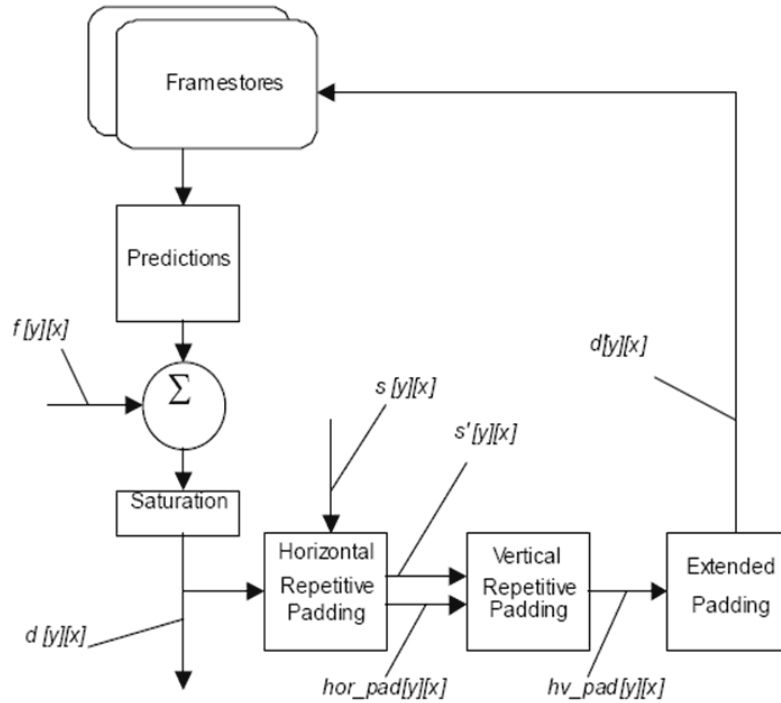 Framestores
Predictions
f [y][x]
Σ
s [y][x]
s'[y][x]
d'[y][x]
Saturation
Horizontal
Repetitive
Padding
Vertical
Repetitive
Padding
Extended
Padding
d [y][x]
hor_pad[y][x]
hv_pad[y][x]